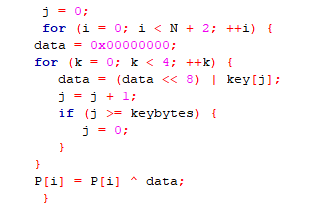 j = 0;
for (i = 0; i < N + 2; ++i) {
data = 0x00000000;
for (k = 0; k < 4; ++k) {
data = (data << 8) | key[j];
j = j + 1;
if (j >= keybytes) {
j = 0;
}
}
P[i] = P[i] ^ data;
}